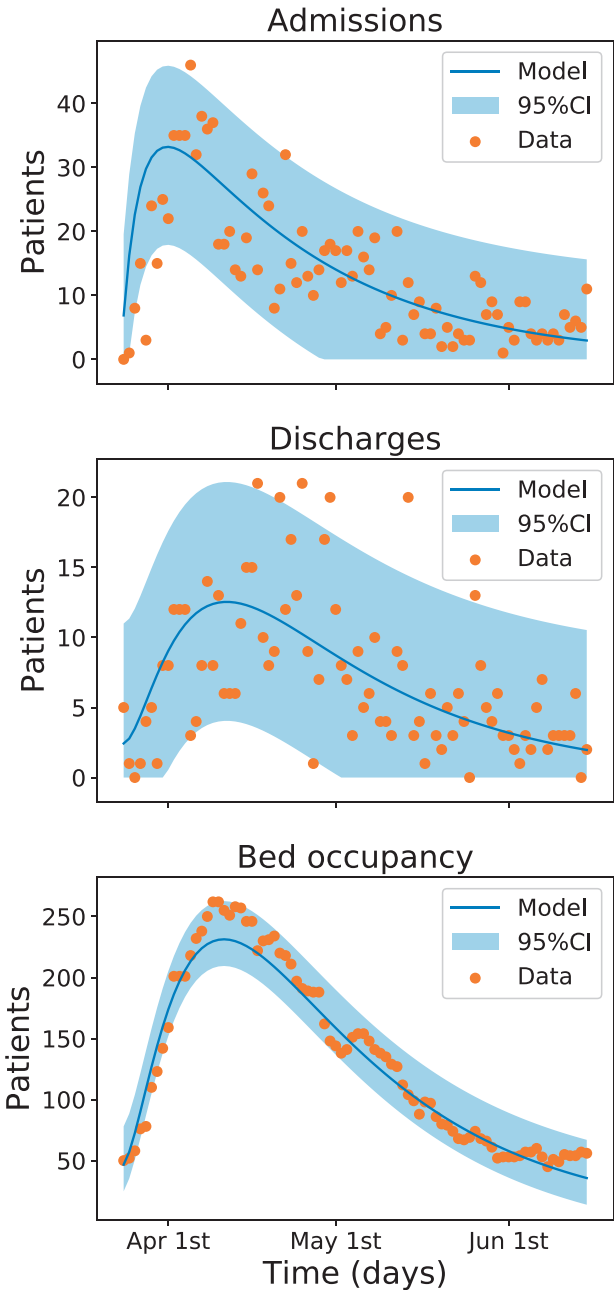 Admissions
Patients
40
30
20
10
0
Model
95%CI
Data
Discharges
Patients
20
15
10
5
0
Model
95%CI
Data
Bed occupancy
Patients
250
200
150
100
50
Model
95%CI
Data
Apr 1st May 1st Jun 1st
Time (days)